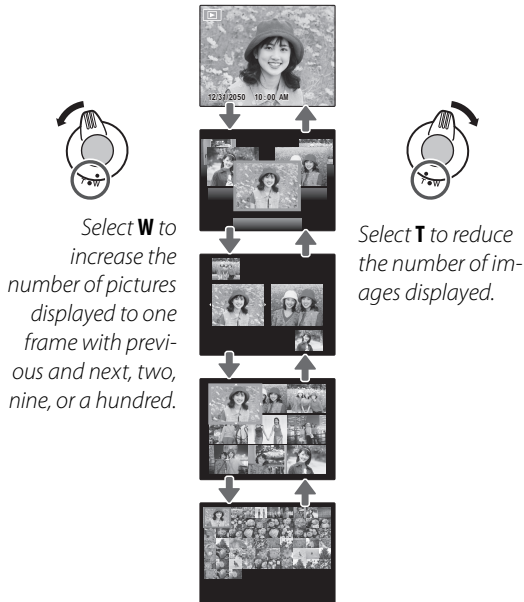 12/31/2050 10:00 AM
Select W to
increase the
number of pictures
displayed to one
frame with previ-
ous and next, two,
nine, or a hundred.
Select T to reduce
the number of im-
ages displayed.